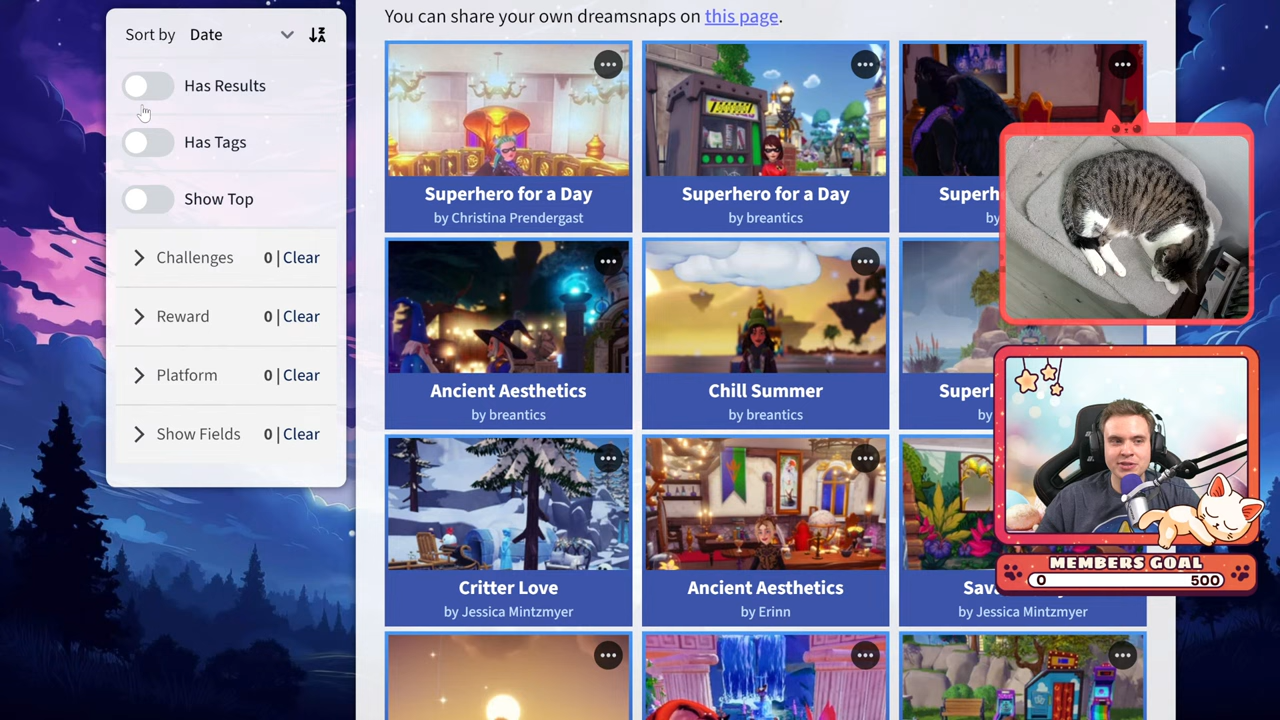 You can share your own dreamsnaps on this page.
Sort by Date
Has Results
Has Tags
Show Top
Challenges 0 | Clear
Reward 0 | Clear
Platform 0 | Clear
Show Fields 0 | Clear
Superhero for a Day
by Christina Prendergast
Superhero for a Day
by breantics
by
Ancient Aesthetics
by breantics
Chill Summer
by breantics
by
Critter Love
by Jessica Mintzmyer
Ancient Aesthetics
by Erinn
by Jessica Mintzmyer
MEMBERS GOAL
0 500